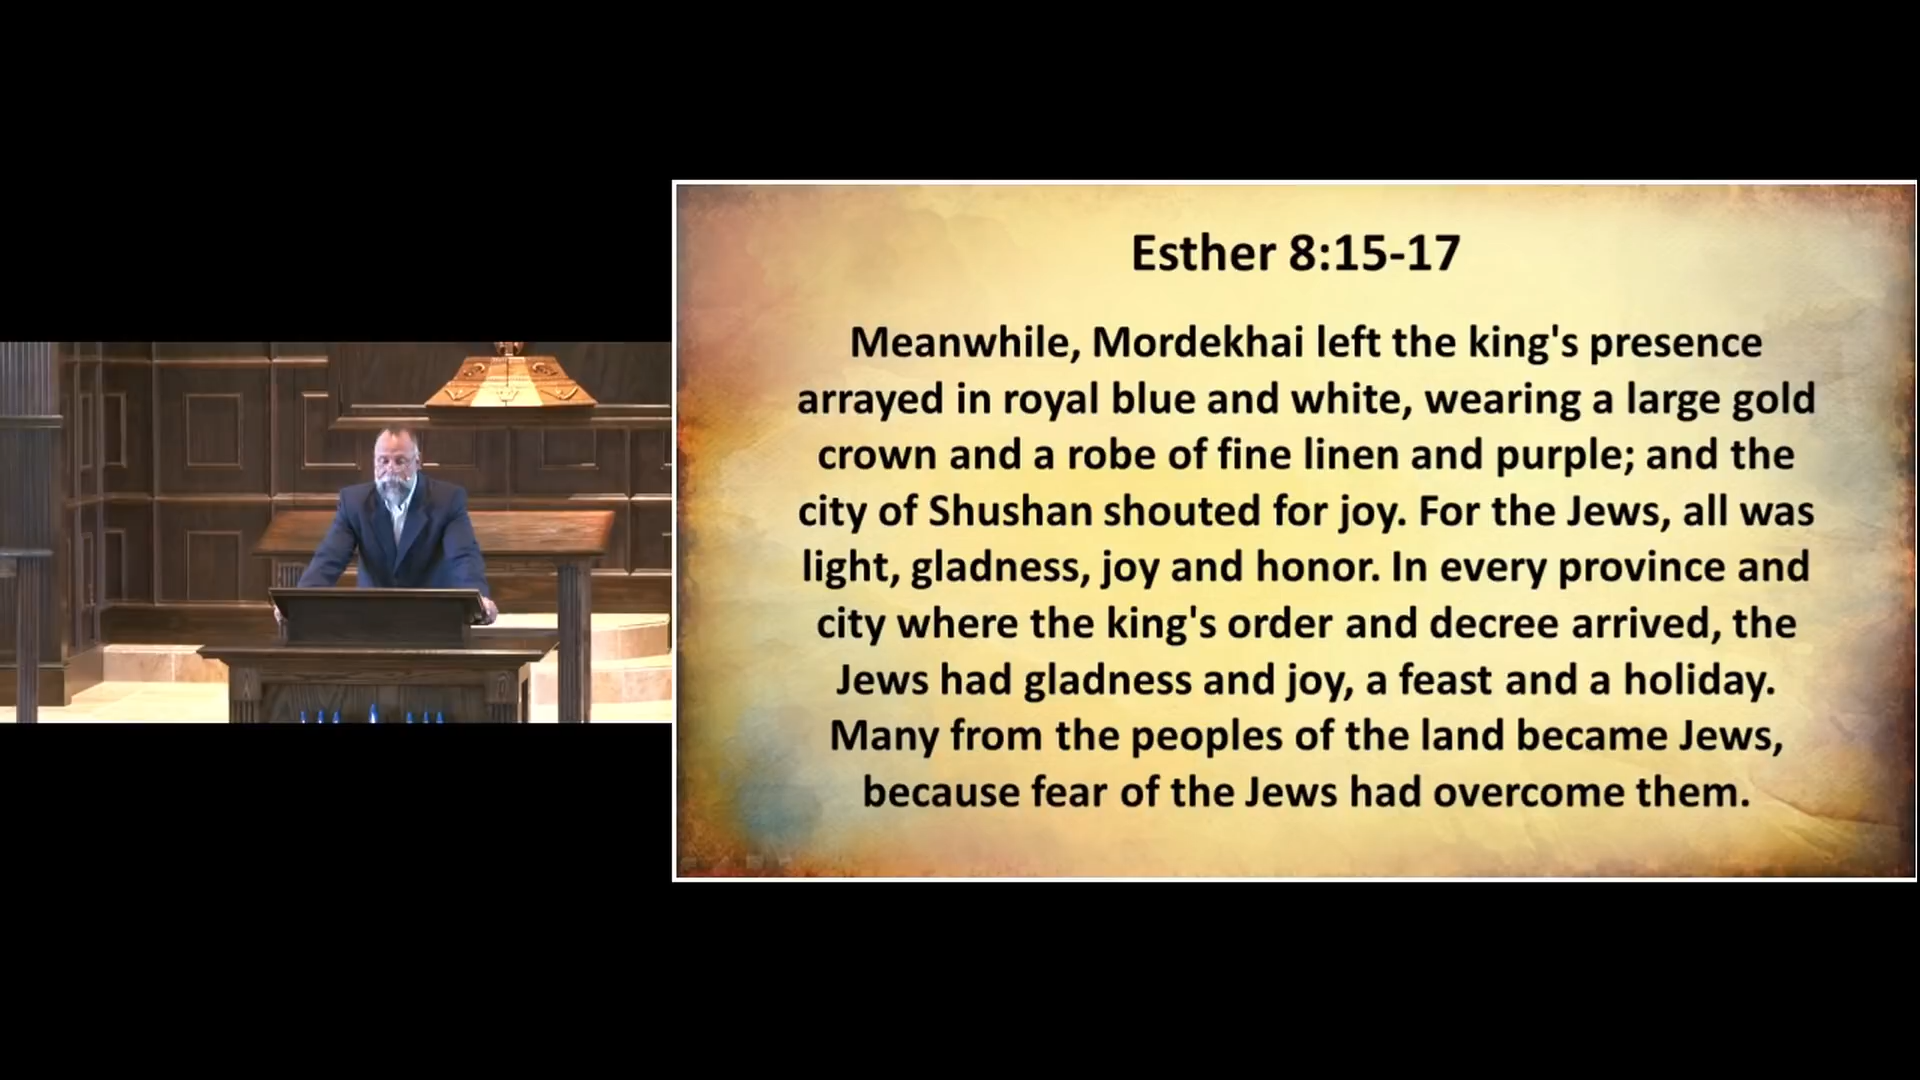 Esther 8:15-17
Meanwhile, Mordekhai left the king's presence
arrayed in royal blue and white, wearing a large gold
crown and a robe of fine linen and purple; and the
city of Shushan shouted for joy. For the Jews, all was
light, gladness, joy and honor. In every province and
city where the king's order and decree arrived, the
Jews had gladness and joy, a feast and a holiday.
Many from the peoples of the land became Jews,
because fear of the Jews had overcome them.